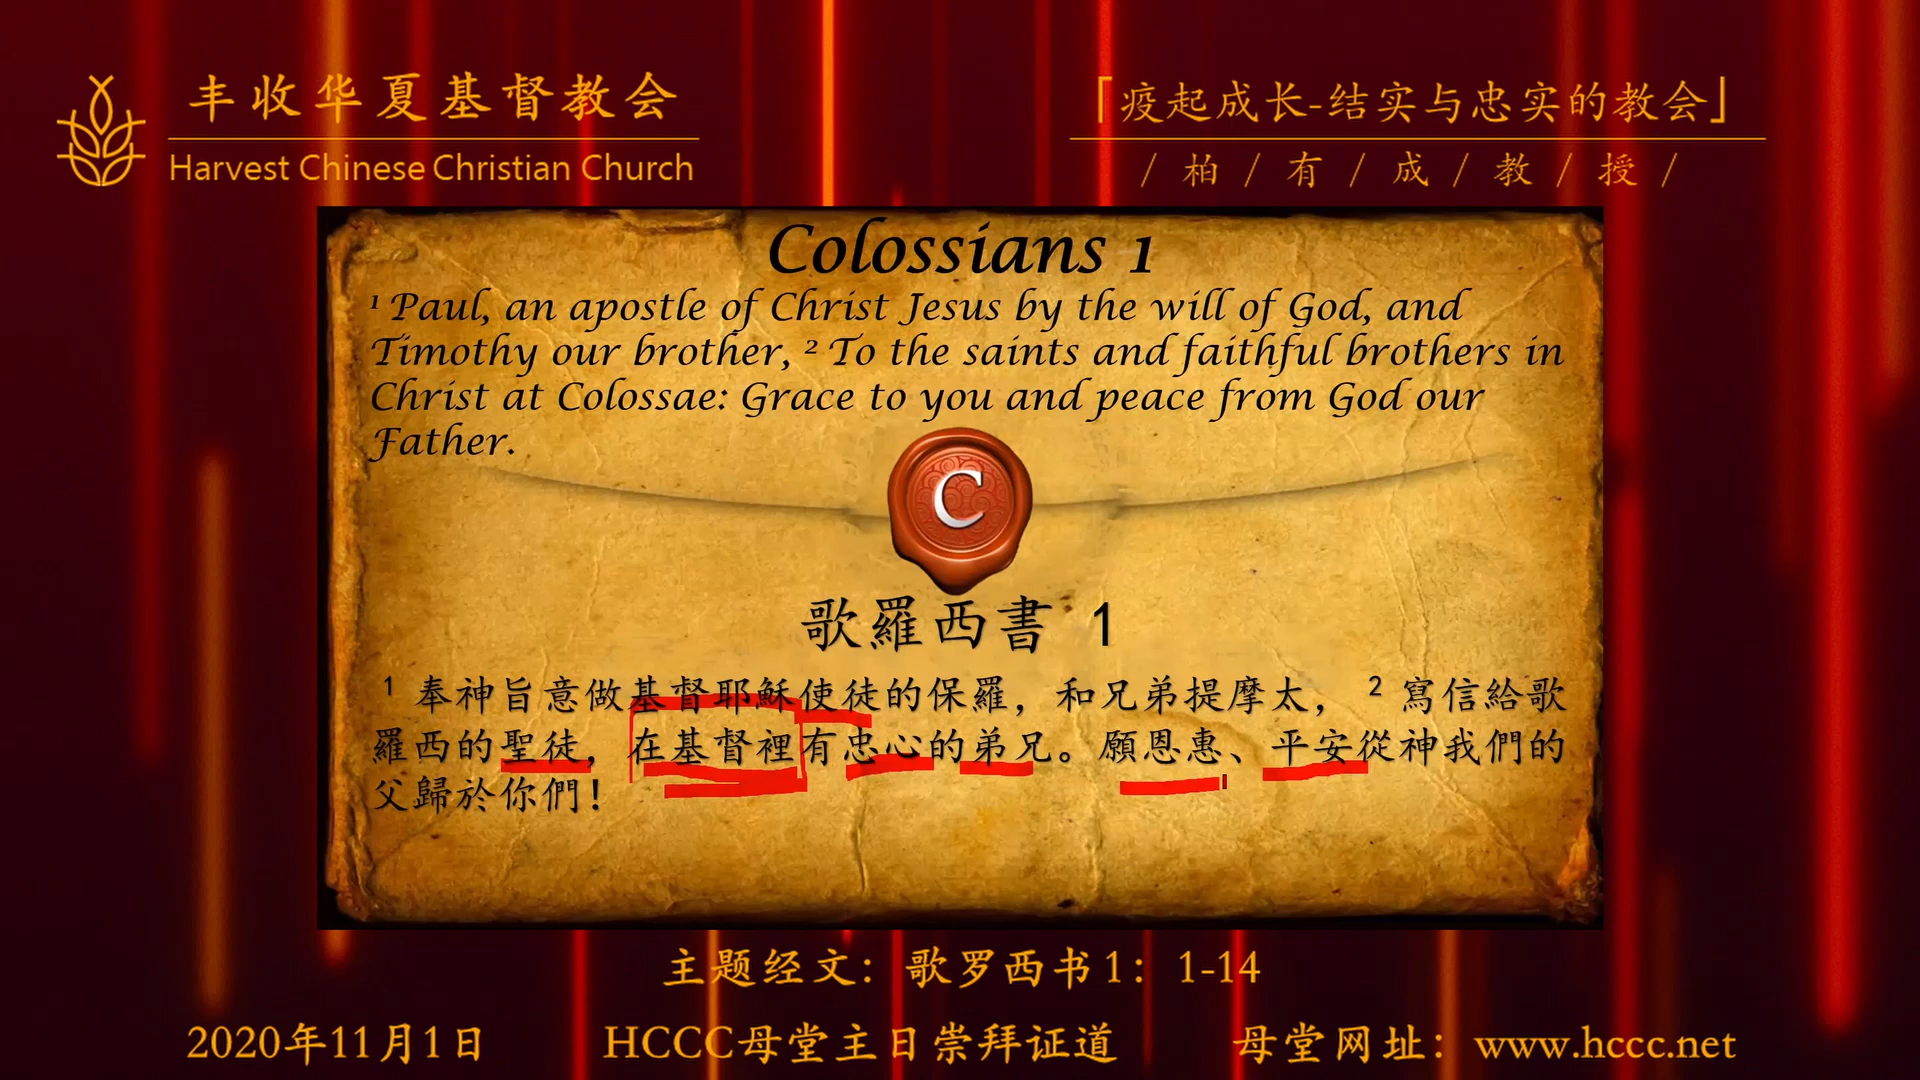 丰收华夏基督教会
Harvest Chinese Christian Church
「疫起成长-结实与忠实的教会」
/ 柏 / 有 / 成 / 教 / 授 /
Colossians 1
¹ Paul, an apostle of Christ Jesus by the will of God, and
Timothy our brother, ² To the saints and faithful brothers in
Christ at Colossae: Grace to you and peace from God our
Father.
C
歌羅西書 1
¹ 奉神旨意做基督耶穌使徒的保羅，和兄弟提摩太， ² 寫信給歌
羅西的聖徒，在基督裡有忠心的弟兄。願恩惠、平安從神我們的
父歸於你們！
主题经文：歌罗西书1：1-14
2020年11月1日 HCCC母堂主日崇拜证道 母堂网址：www.hccc.net